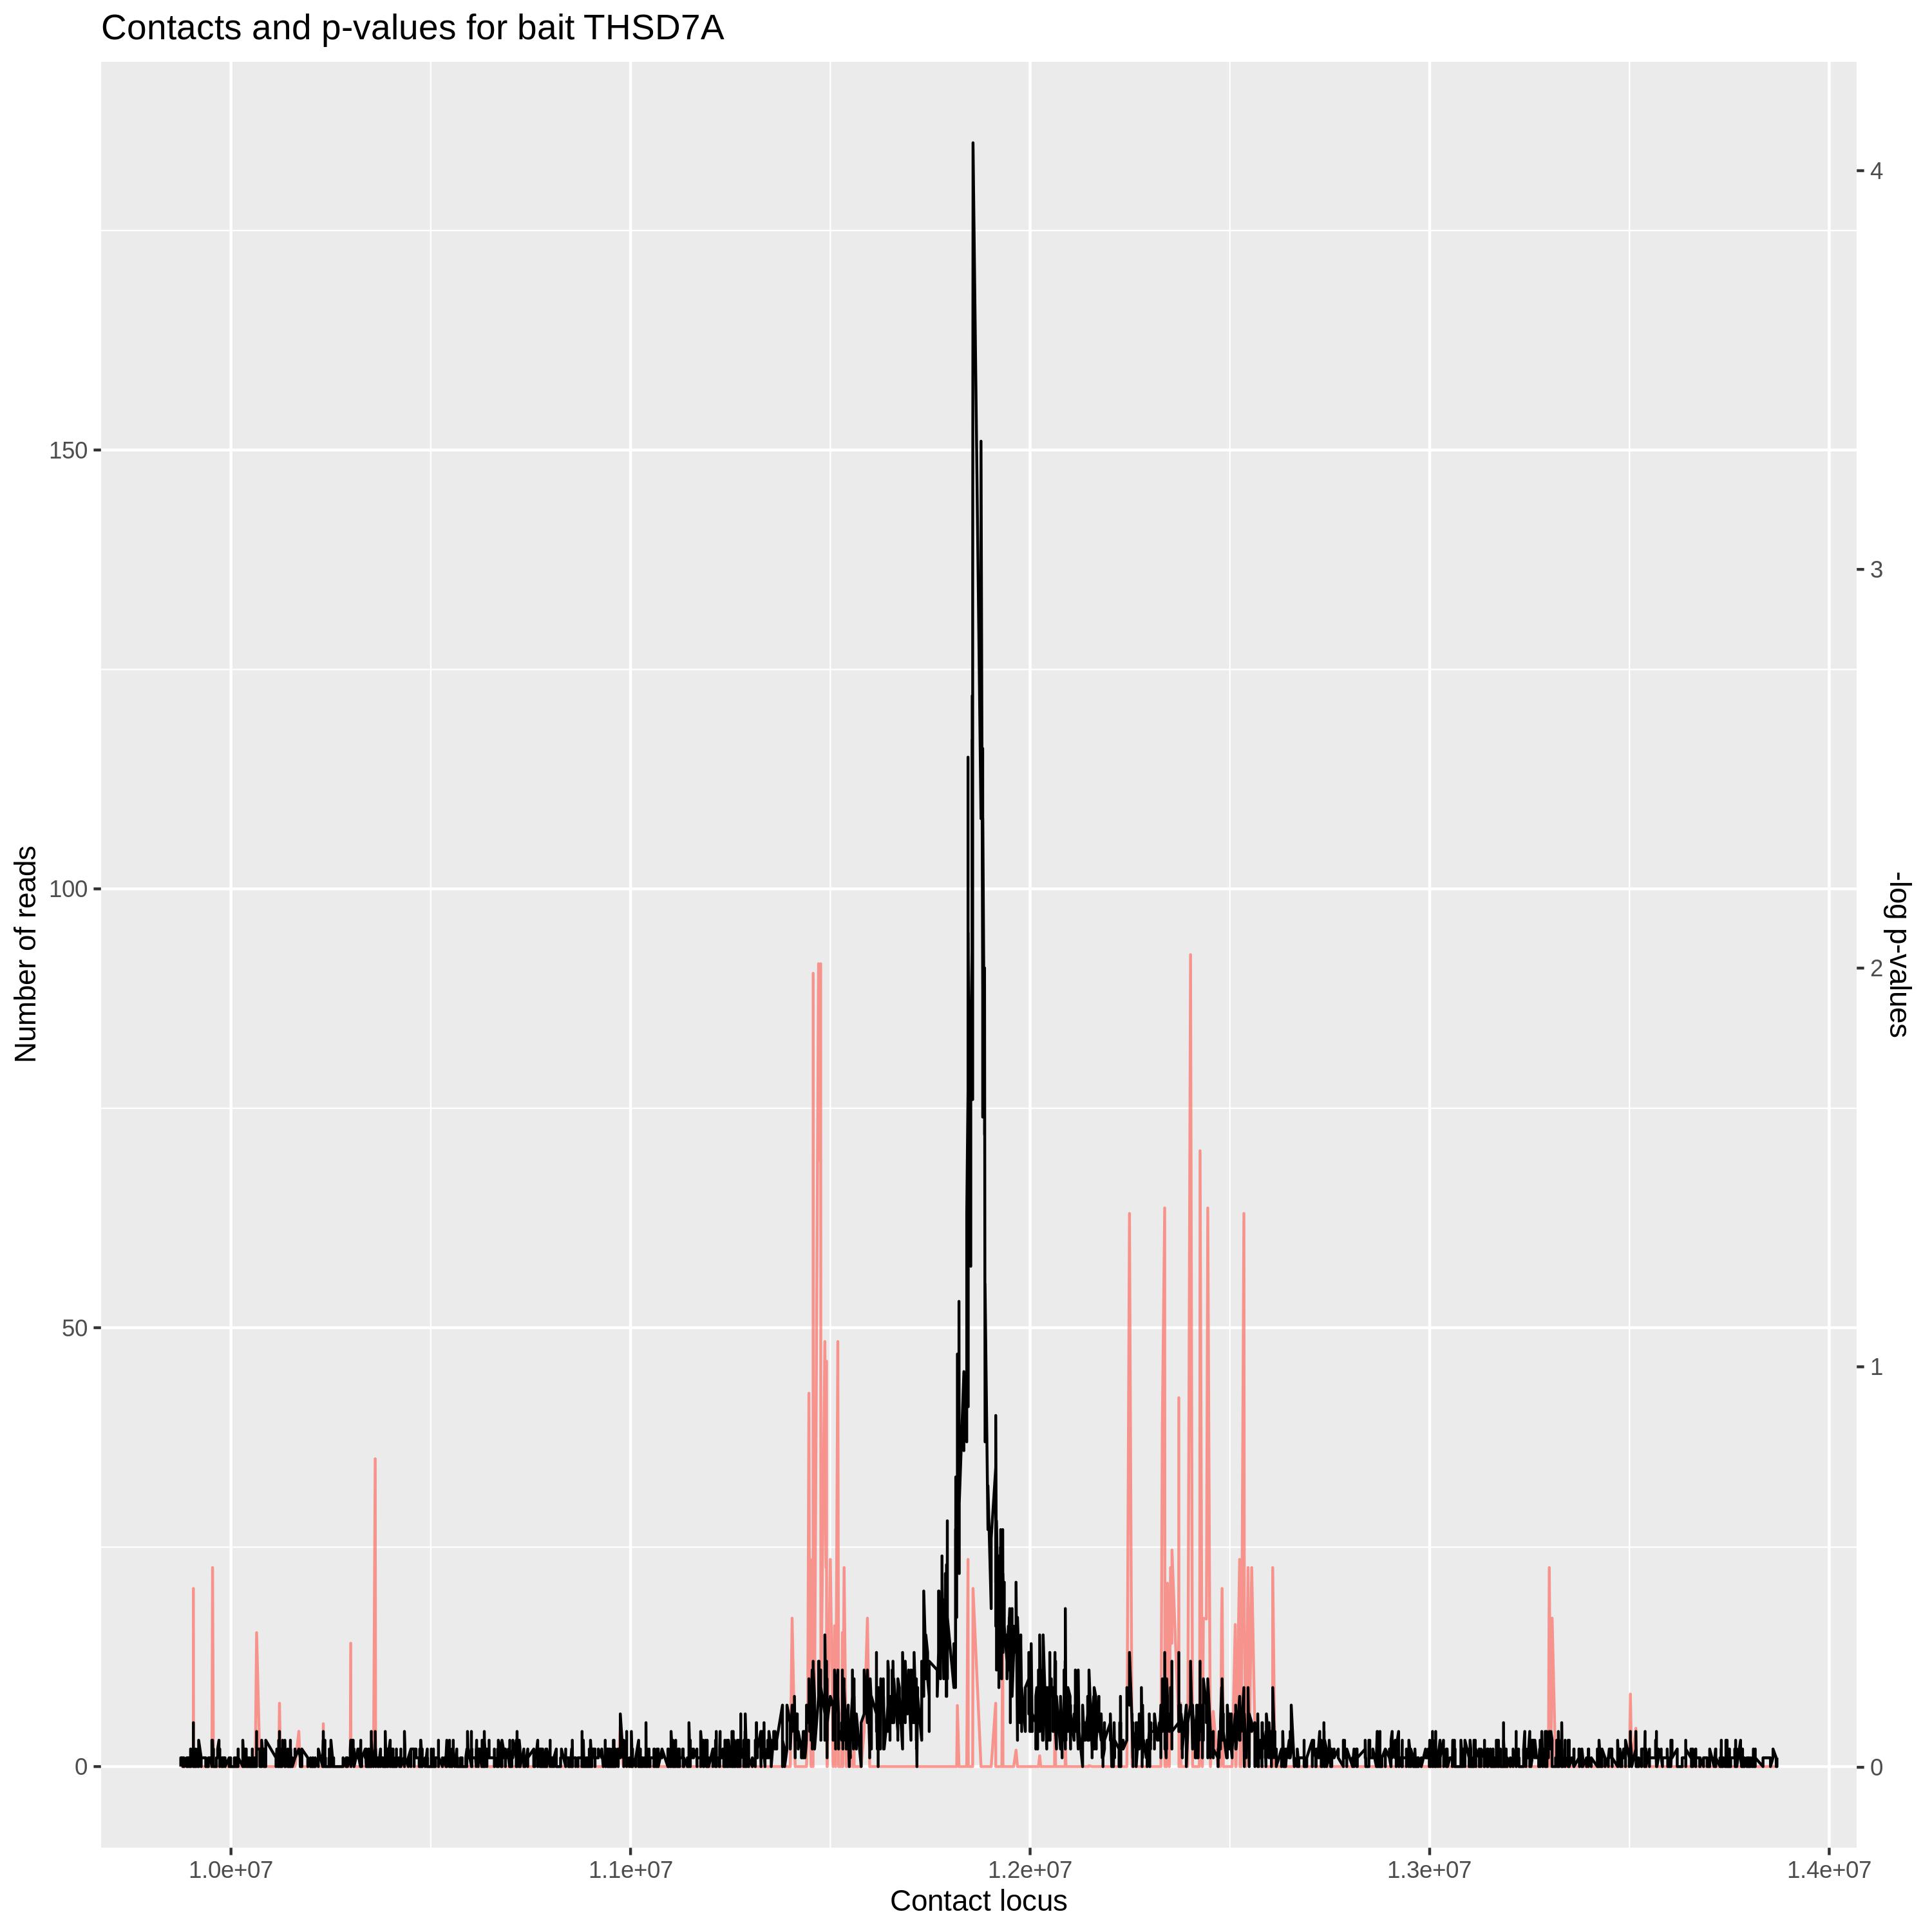 Contacts and p-values for bait THSD7A
Number of reads
150
100
50
0
4
3
2
1
0
-log p-values
1.0e+07
1.1e+07
1.2e+07
1.3e+07
1.4e+07
Contact locus